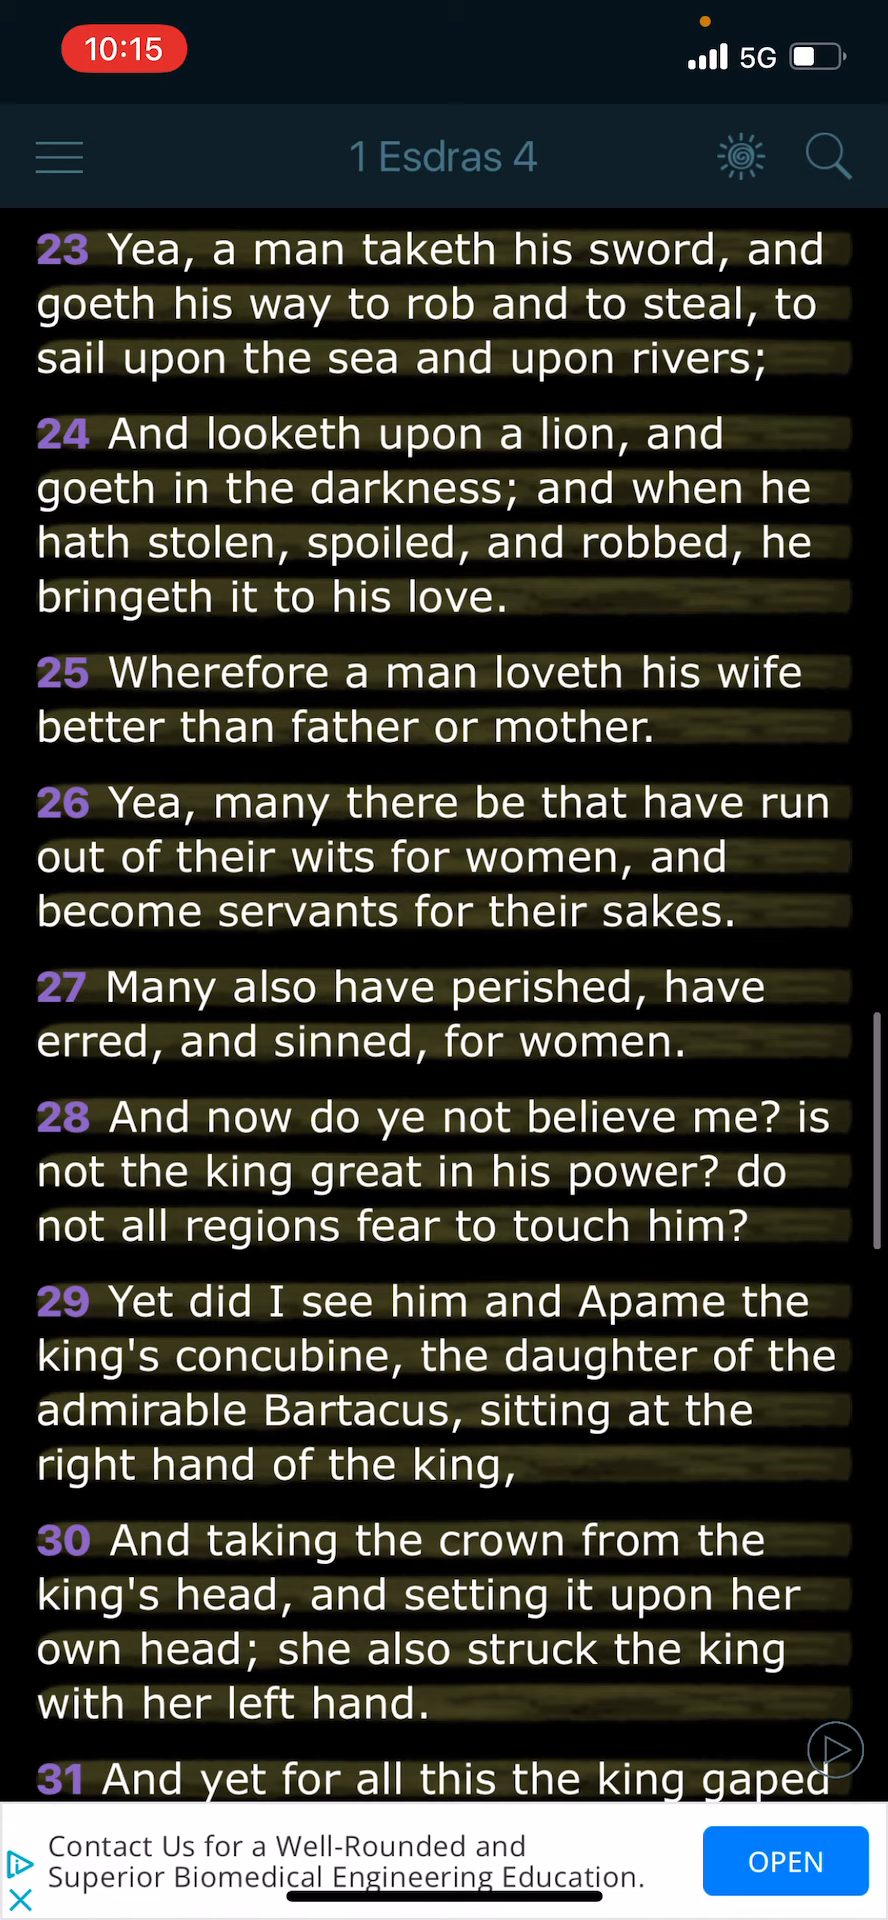 10:15
5G
1 Esdras 4
23 Yea, a man taketh his sword, and
goeth his way to rob and to steal, to
sail upon the sea and upon rivers;
24 And looketh upon a lion, and
goeth in the darkness; and when he
hath stolen, spoiled, and robbed, he
bringeth it to his love.
25 Wherefore a man loveth his wife
better than father or mother.
26 Yea, many there be that have run
out of their wits for women, and
become servants for their sakes.
27 Many also have perished, have
erred, and sinned, for women.
28 And now do ye not believe me? is
not the king great in his power? do
not all regions fear to touch him?
29 Yet did I see him and Apame the
king's concubine, the daughter of the
admirable Bartacus, sitting at the
right hand of the king,
30 And taking the crown from the
king's head, and setting it upon her
own head; she also struck the king
with her left hand.
31 And yet for all this the king gaped
Contact Us for a Well-Rounded and
Superior Biomedical Engineering Education.
OPEN